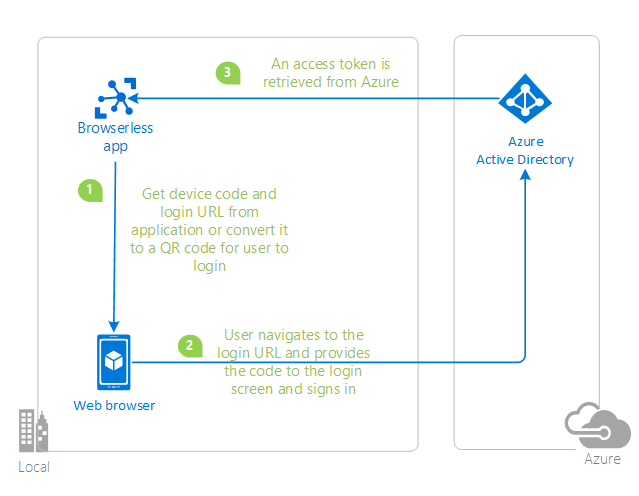 3
An access token is
retrieved from Azure
Browserless
app
Azure
Active Directory
1
Get device code and
login URL from
application or convert it
to a QR code for user to
login
2
User navigates to the
login URL and provides
the code to the login
screen and signs in
Web browser
Local
Azure